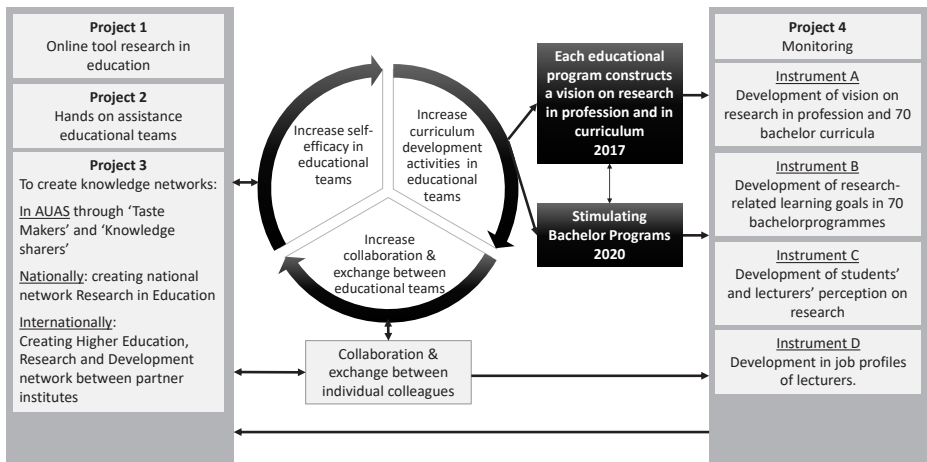 Project 1
Online tool research in
education
Project 2
Hands on assistance
educational teams
Project 3
To create knowledge networks:
In AUAS through ‘Taste
Makers’ and ‘Knowledge
sharers’
Nationally: creating national
network Research in Education
Internationally:
Creating Higher Education,
Research and Development
network between partner
institutes
Increase self-
efficacy in
educational
teams
Increase
curriculum
development
activities in
educational
teams
Increase
collaboration &
exchange between
educational teams
Collaboration &
exchange between
individual colleagues
Each educational
program constructs
a vision on research
in profession and in
curriculum
2017
Stimulating
Bachelor Programs
2020
Project 4
Monitoring
Instrument A
Development of vision on
research in profession and 70
bachelor curricula
Instrument B
Development of research-
related learning goals in 70
bachelorprogrammes
Instrument C
Development of students’
and lecturers’ perception on
research
Instrument D
Development in job profiles
of lecturers.